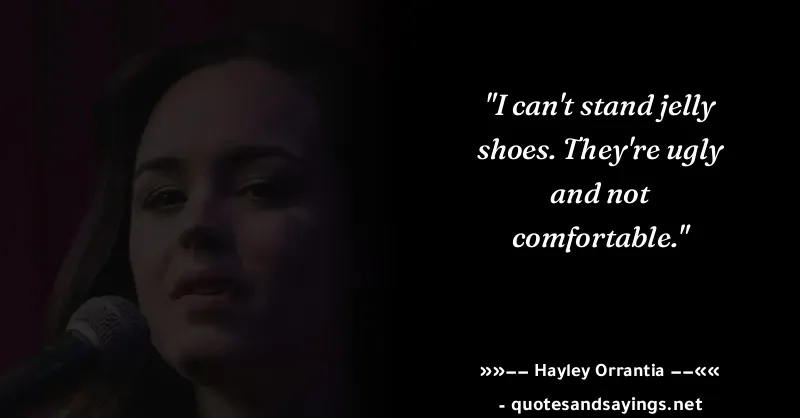 "I can't stand jelly
shoes. They're ugly
and not
comfortable."
»»−− Hayley Orrantia −−««
- quotesandsayings.net